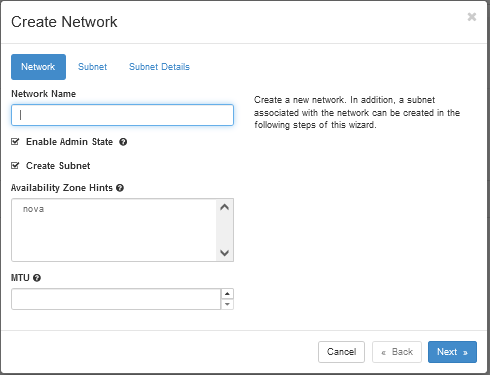 Create Network
×
Network
Subnet
Subnet Details
Network Name
Create a new network. In addition, a subnet
associated with the network can be created in the
following steps of this wizard.
Enable Admin State
Create Subnet
Availability Zone Hints
nova
MTU
Cancel
« Back
Next »